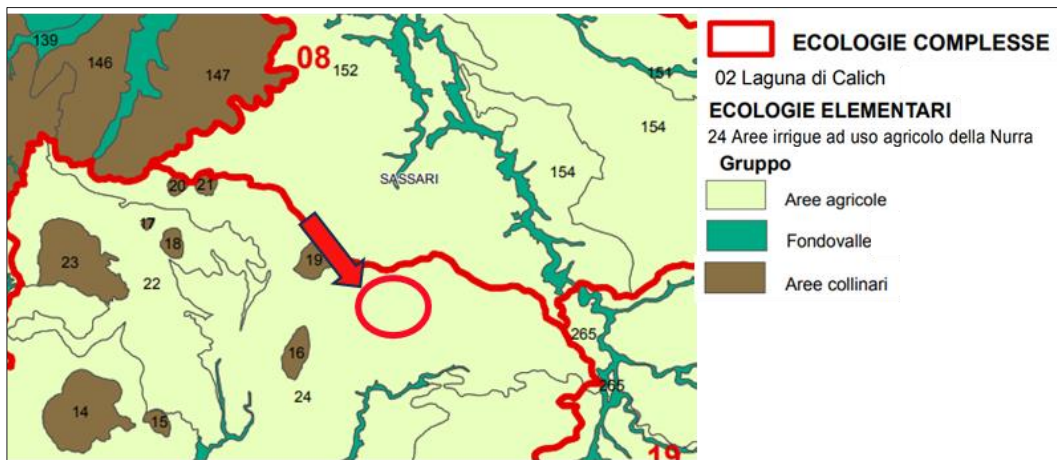 139
146
147
08
152
151
154
154
SASSARI
20
21
17
18
19
23
22
16
24
14
15
265
265
19
ECOLOGIE COMPLESSE
02 Laguna di Calich
ECOLOGIE ELEMENTARI
24 Aree irrigue ad uso agricolo della Nurra
Gruppo
Aree agricole
Fondovalle
Aree collinari